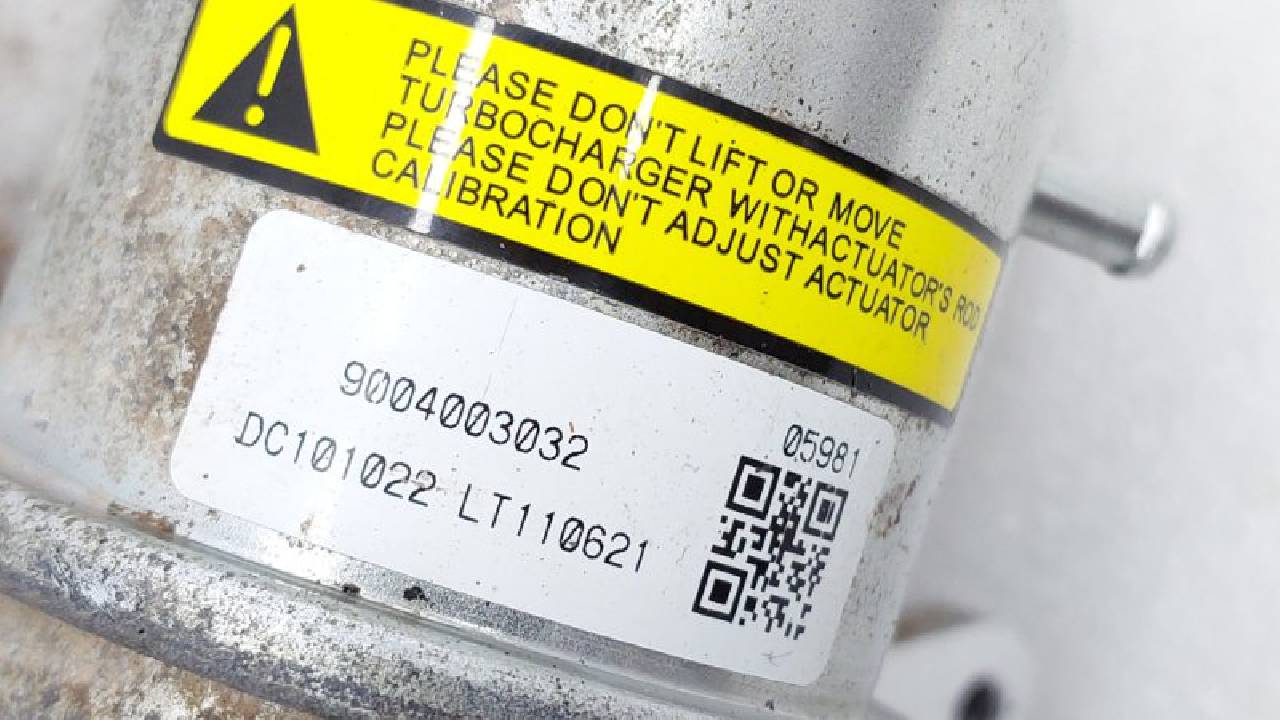 PLEASE DON'T LIFT OR MOVE
TURBOCHARGER WITHACTUATOR'S ROD
PLEASE DON'T ADJUST ACTUATOR
CALIBRATION
9004003032
05981
DC101022 LT110621